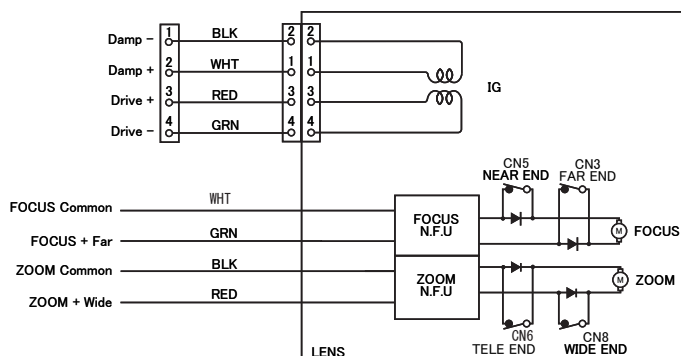 Damp - 1 BLK 2 2
Damp + 2 WHT 1 1
Drive + 3 RED 3 3
Drive - 4 GRN 4 4
IG
CN5
NEAR END
CN3
FAR END
FOCUS Common WHT
FOCUS + Far GRN
FOCUS
N.F.U
M FOCUS
ZOOM Common BLK
ZOOM + Wide RED
ZOOM
N.F.U
M ZOOM
CN6
TELE END
CN8
WIDE END
LENS